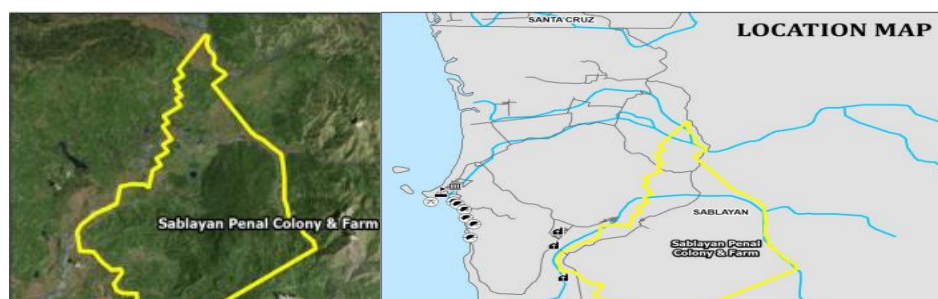 Sablayan Penal Colony & Farm
SANTA CRUZ
LOCATION MAP
SABLAYAN
Sablayan Penal
Colony & Farm